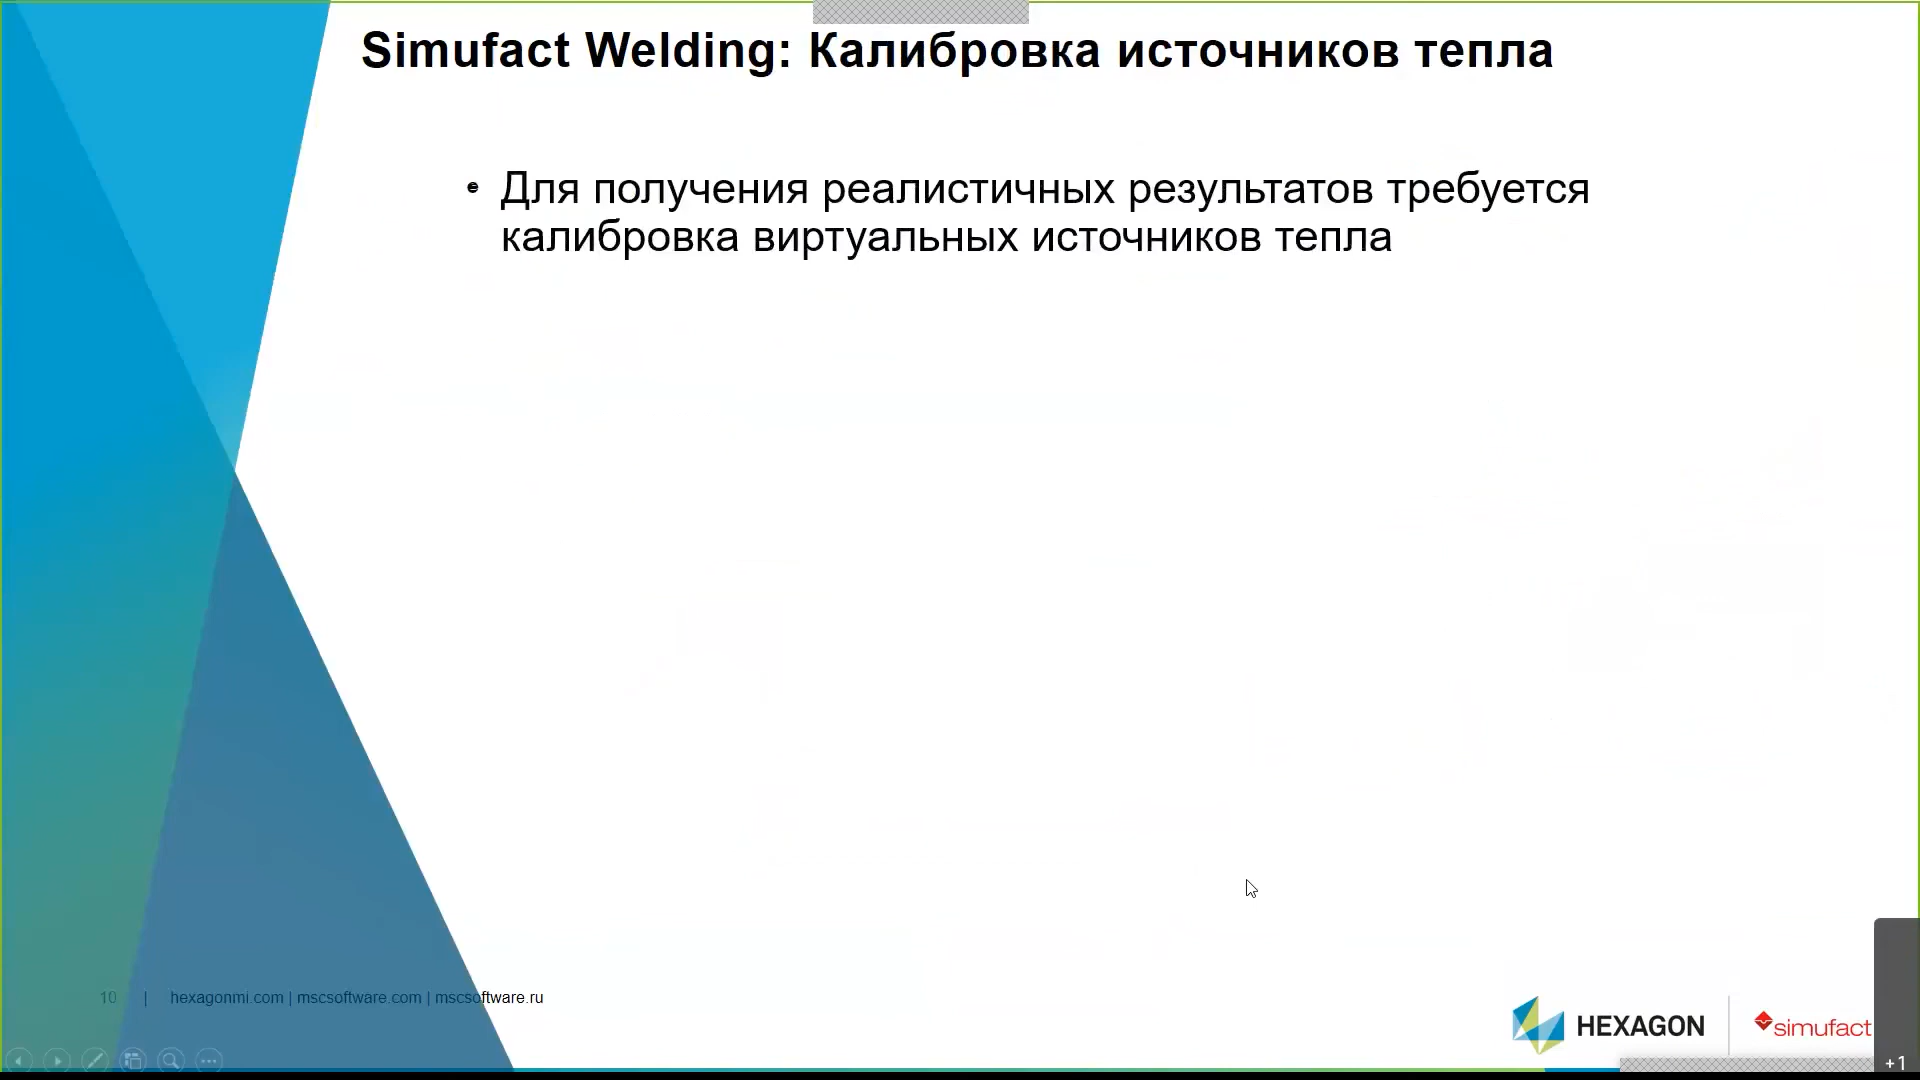 Simufact Welding: Калибровка источников тепла
• Для получения реалистичных результатов требуется
калибровка виртуальных источников тепла
10 | hexagonmi.com | mscsoftware.com | mscsoftware.ru
HEXAGON
simufact
+1